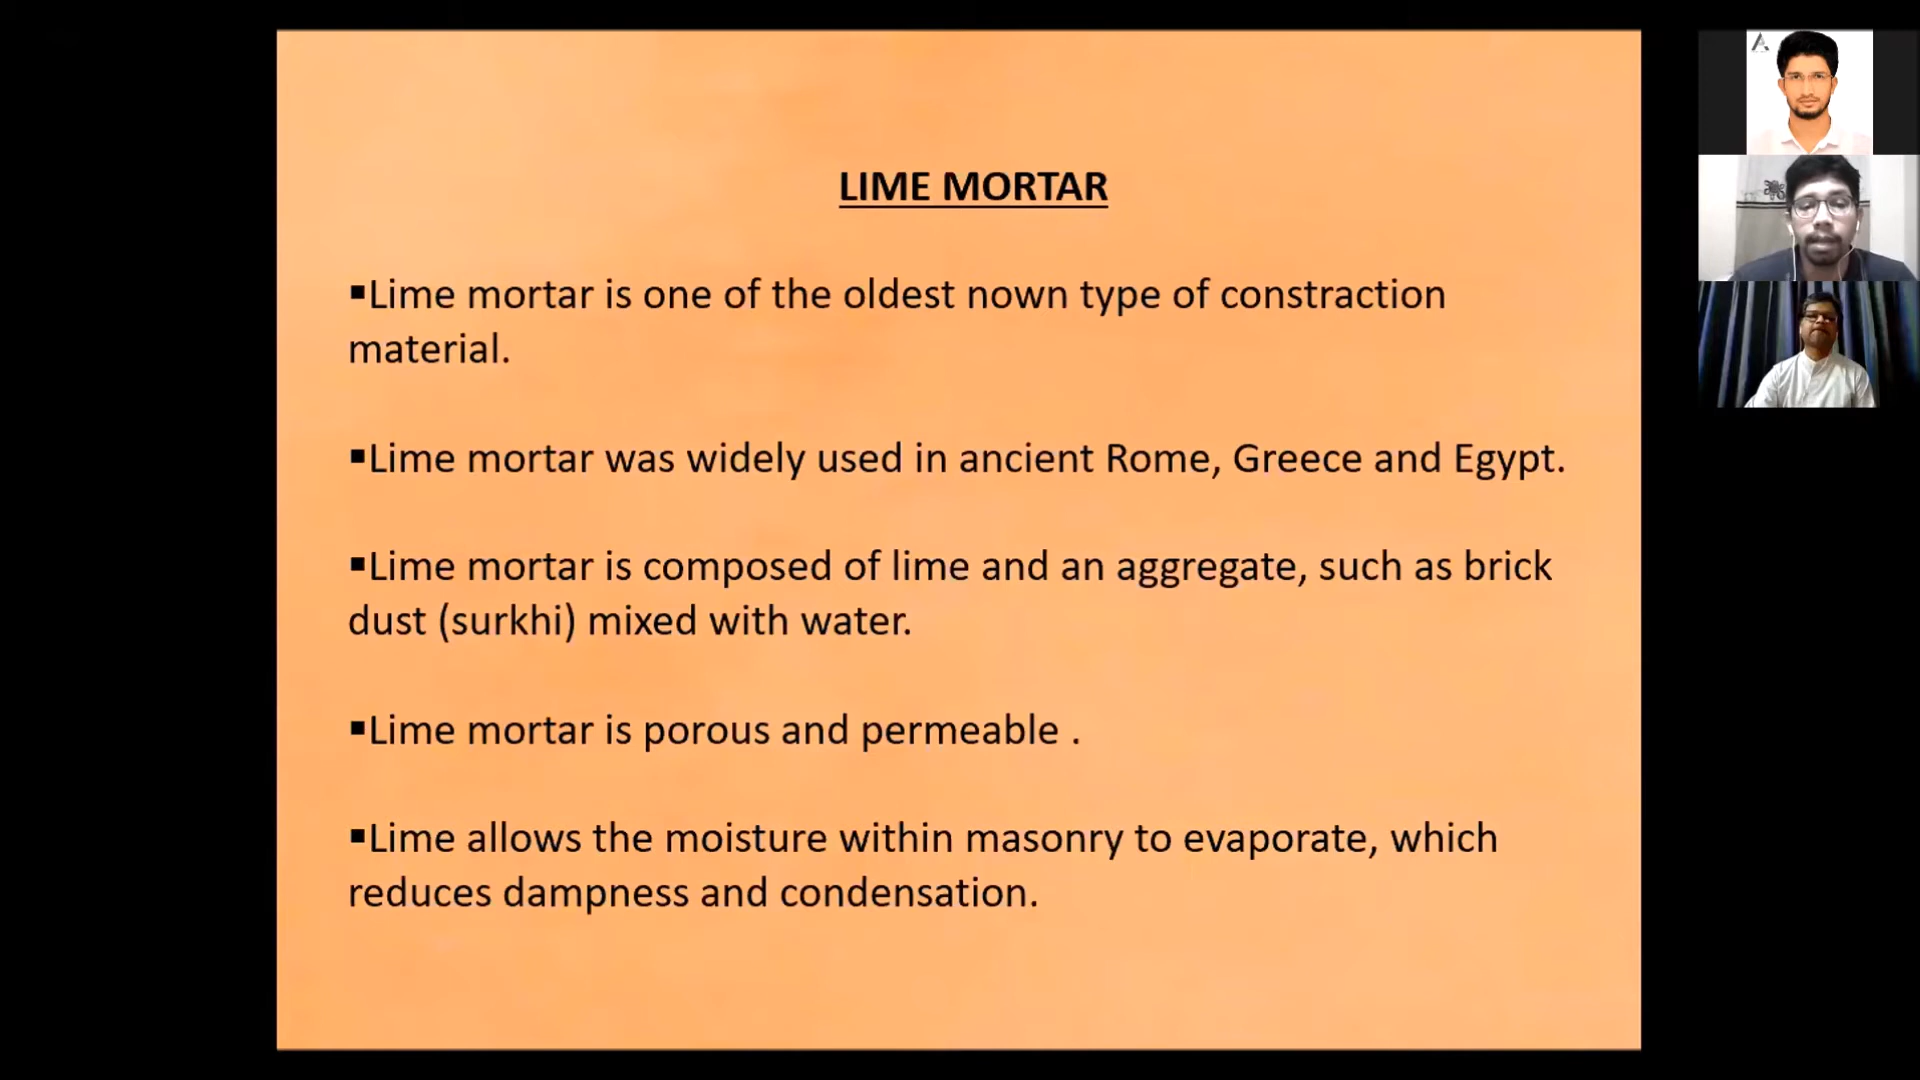 LIME MORTAR
▪Lime mortar is one of the oldest nown type of constraction
material.
▪Lime mortar was widely used in ancient Rome, Greece and Egypt.
▪Lime mortar is composed of lime and an aggregate, such as brick
dust (surkhi) mixed with water.
▪Lime mortar is porous and permeable .
▪Lime allows the moisture within masonry to evaporate, which
reduces dampness and condensation.